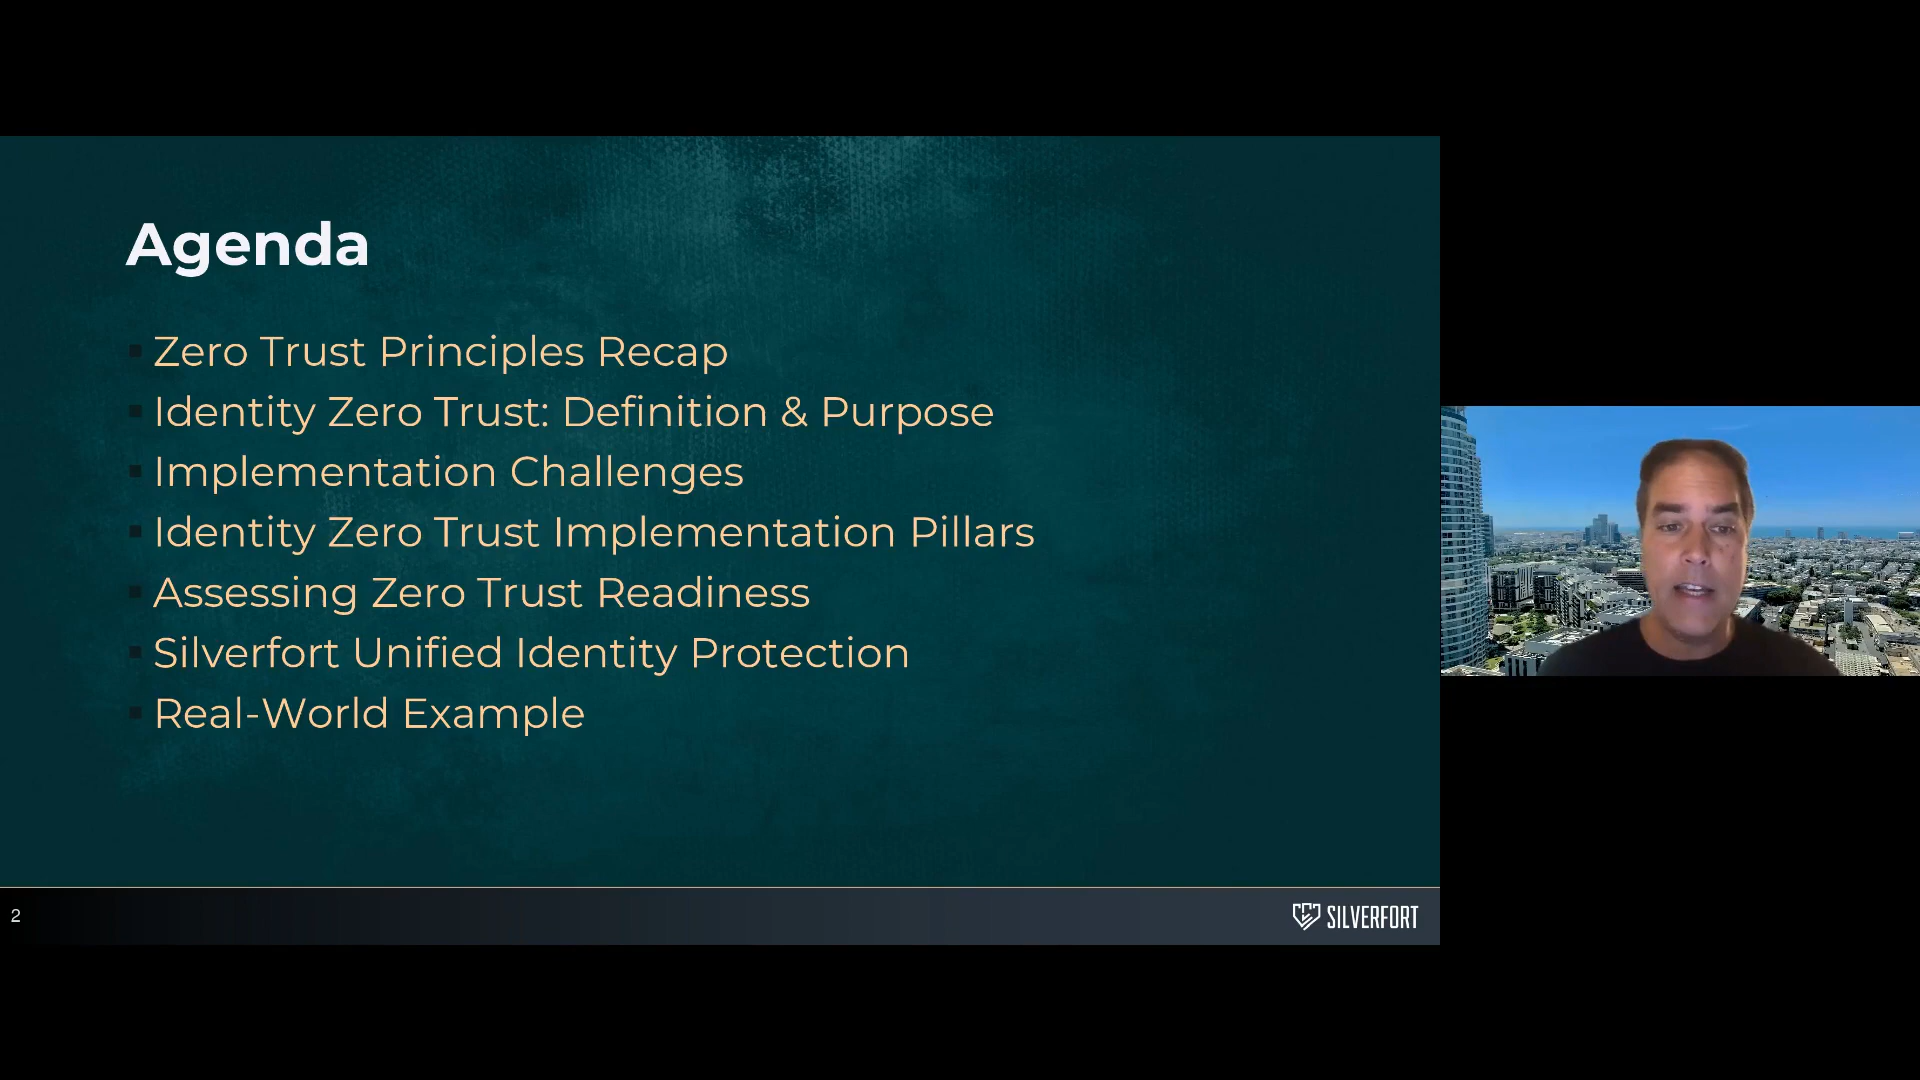 Agenda
Zero Trust Principles Recap
Identity Zero Trust: Definition & Purpose
Implementation Challenges
Identity Zero Trust Implementation Pillars
Assessing Zero Trust Readiness
Silverfort Unified Identity Protection
Real-World Example
2
SILVERFORT